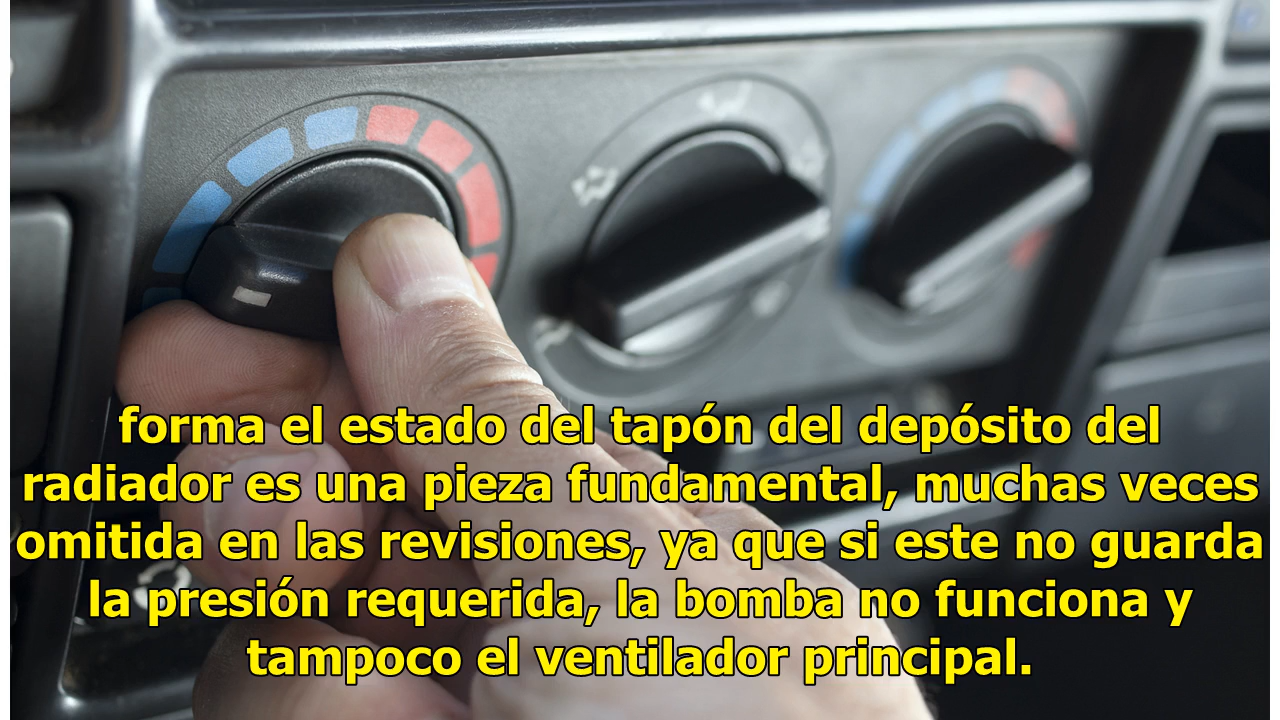 forma el estado del tapón del depósito del
radiador es una pieza fundamental, muchas veces
omitida en las revisiones, ya que si este no guarda
la presión requerida, la bomba no funciona y
tampoco el ventilador principal.